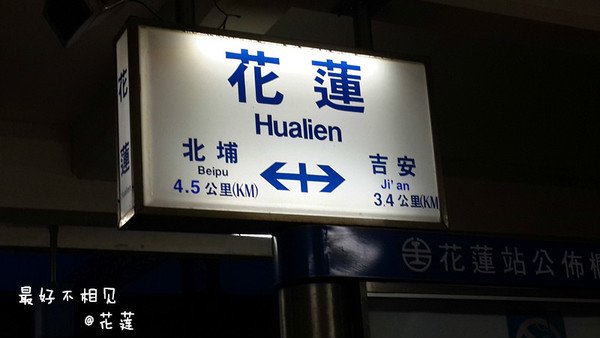 花蓮
花蓮
Hualien
北埔
Beipu
4.5公里(KM)
吉安
Ji'an
3.4公里(KM
花蓮站公佈欄
最好不相见
@花莲